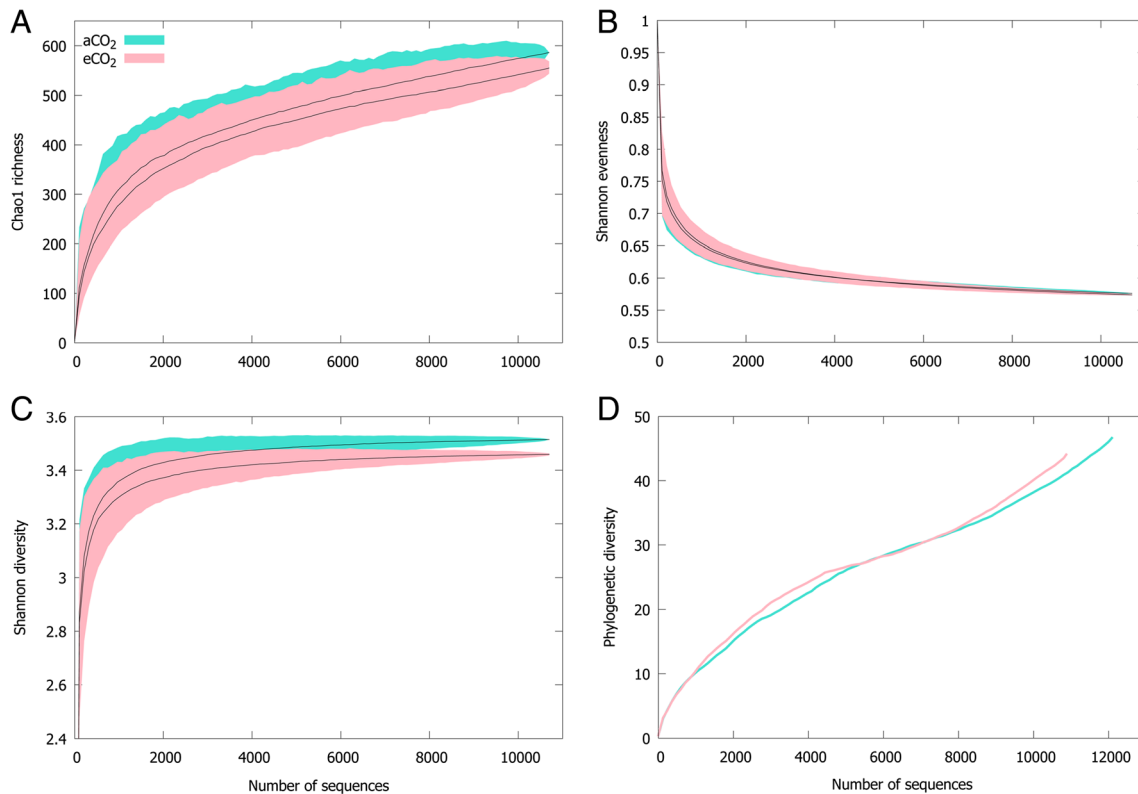 A
aCO₂
eCO₂
600
500
400
300
200
100
0
Chao1 richness
0 2000 4000 6000 8000 10000
B
1
0.95
0.9
0.85
0.8
0.75
0.7
0.65
0.6
0.55
0.5
Shannon evenness
0 2000 4000 6000 8000 10000
C
3.6
3.4
3.2
3
2.8
2.6
2.4
Shannon diversity
0 2000 4000 6000 8000 10000
Number of sequences
D
50
40
30
20
10
0
Phylogenetic diversity
0 2000 4000 6000 8000 10000 12000
Number of sequences